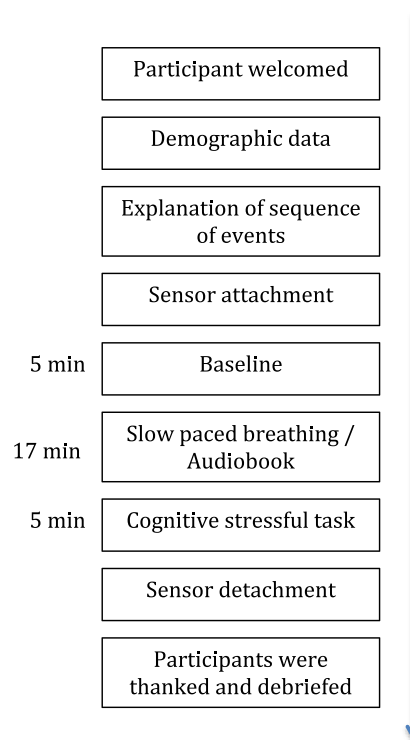 Participant welcomed
Demographic data
Explanation of sequence
of events
Sensor attachment
5 min
Baseline
17 min
Slow paced breathing /
Audiobook
5 min
Cognitive stressful task
Sensor detachment
Participants were
thanked and debriefed